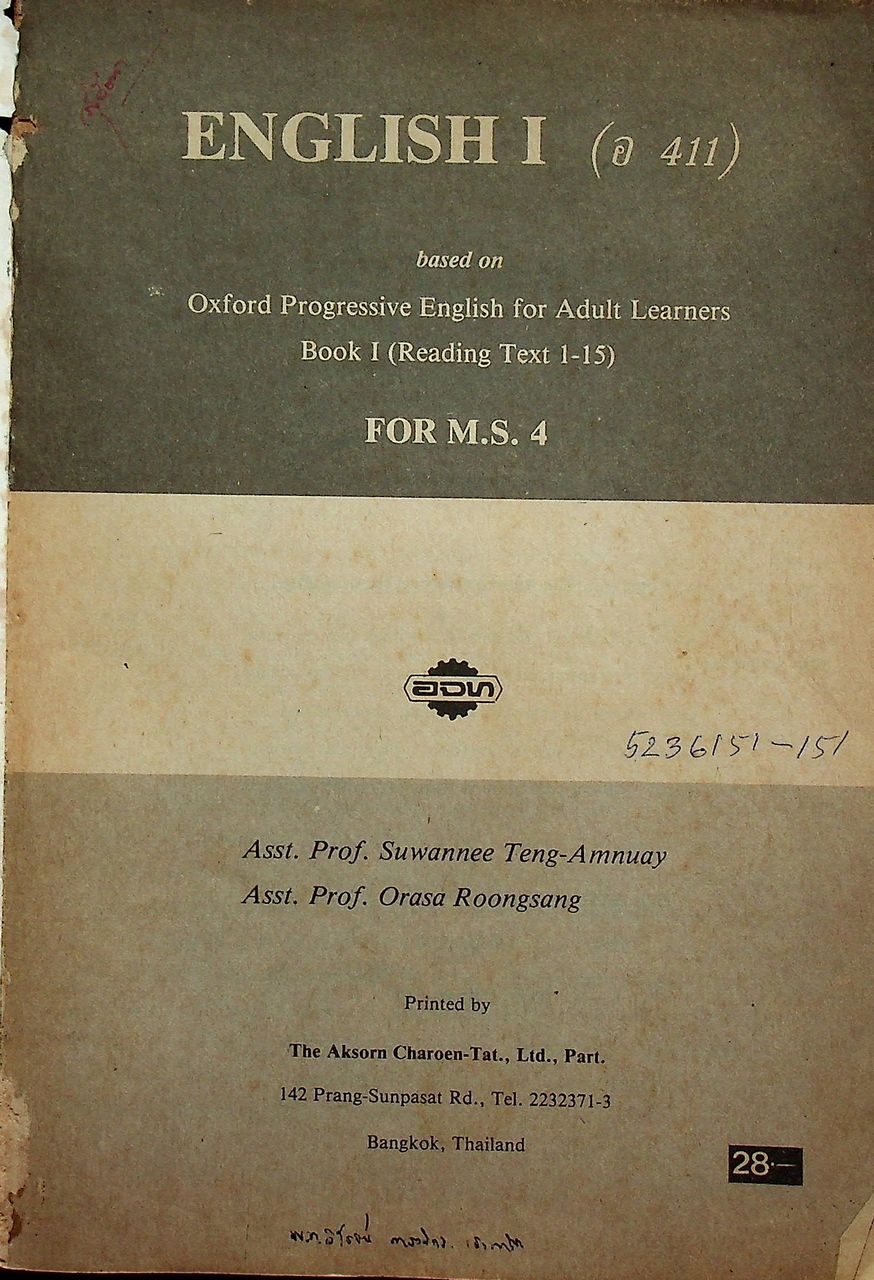 ENGLISH I (อ 411)
based on
Oxford Progressive English for Adult Learners
Book I (Reading Text 1-15)
FOR M.S. 4
อจท
5236151-151
Asst. Prof. Suwannee Teng-Amnuay
Asst. Prof. Orasa Roongsang
Printed by
The Aksorn Charoen-Tat., Ltd., Part.
142 Prang-Sunpasat Rd., Tel. 2232371-3
Bangkok, Thailand
28.—